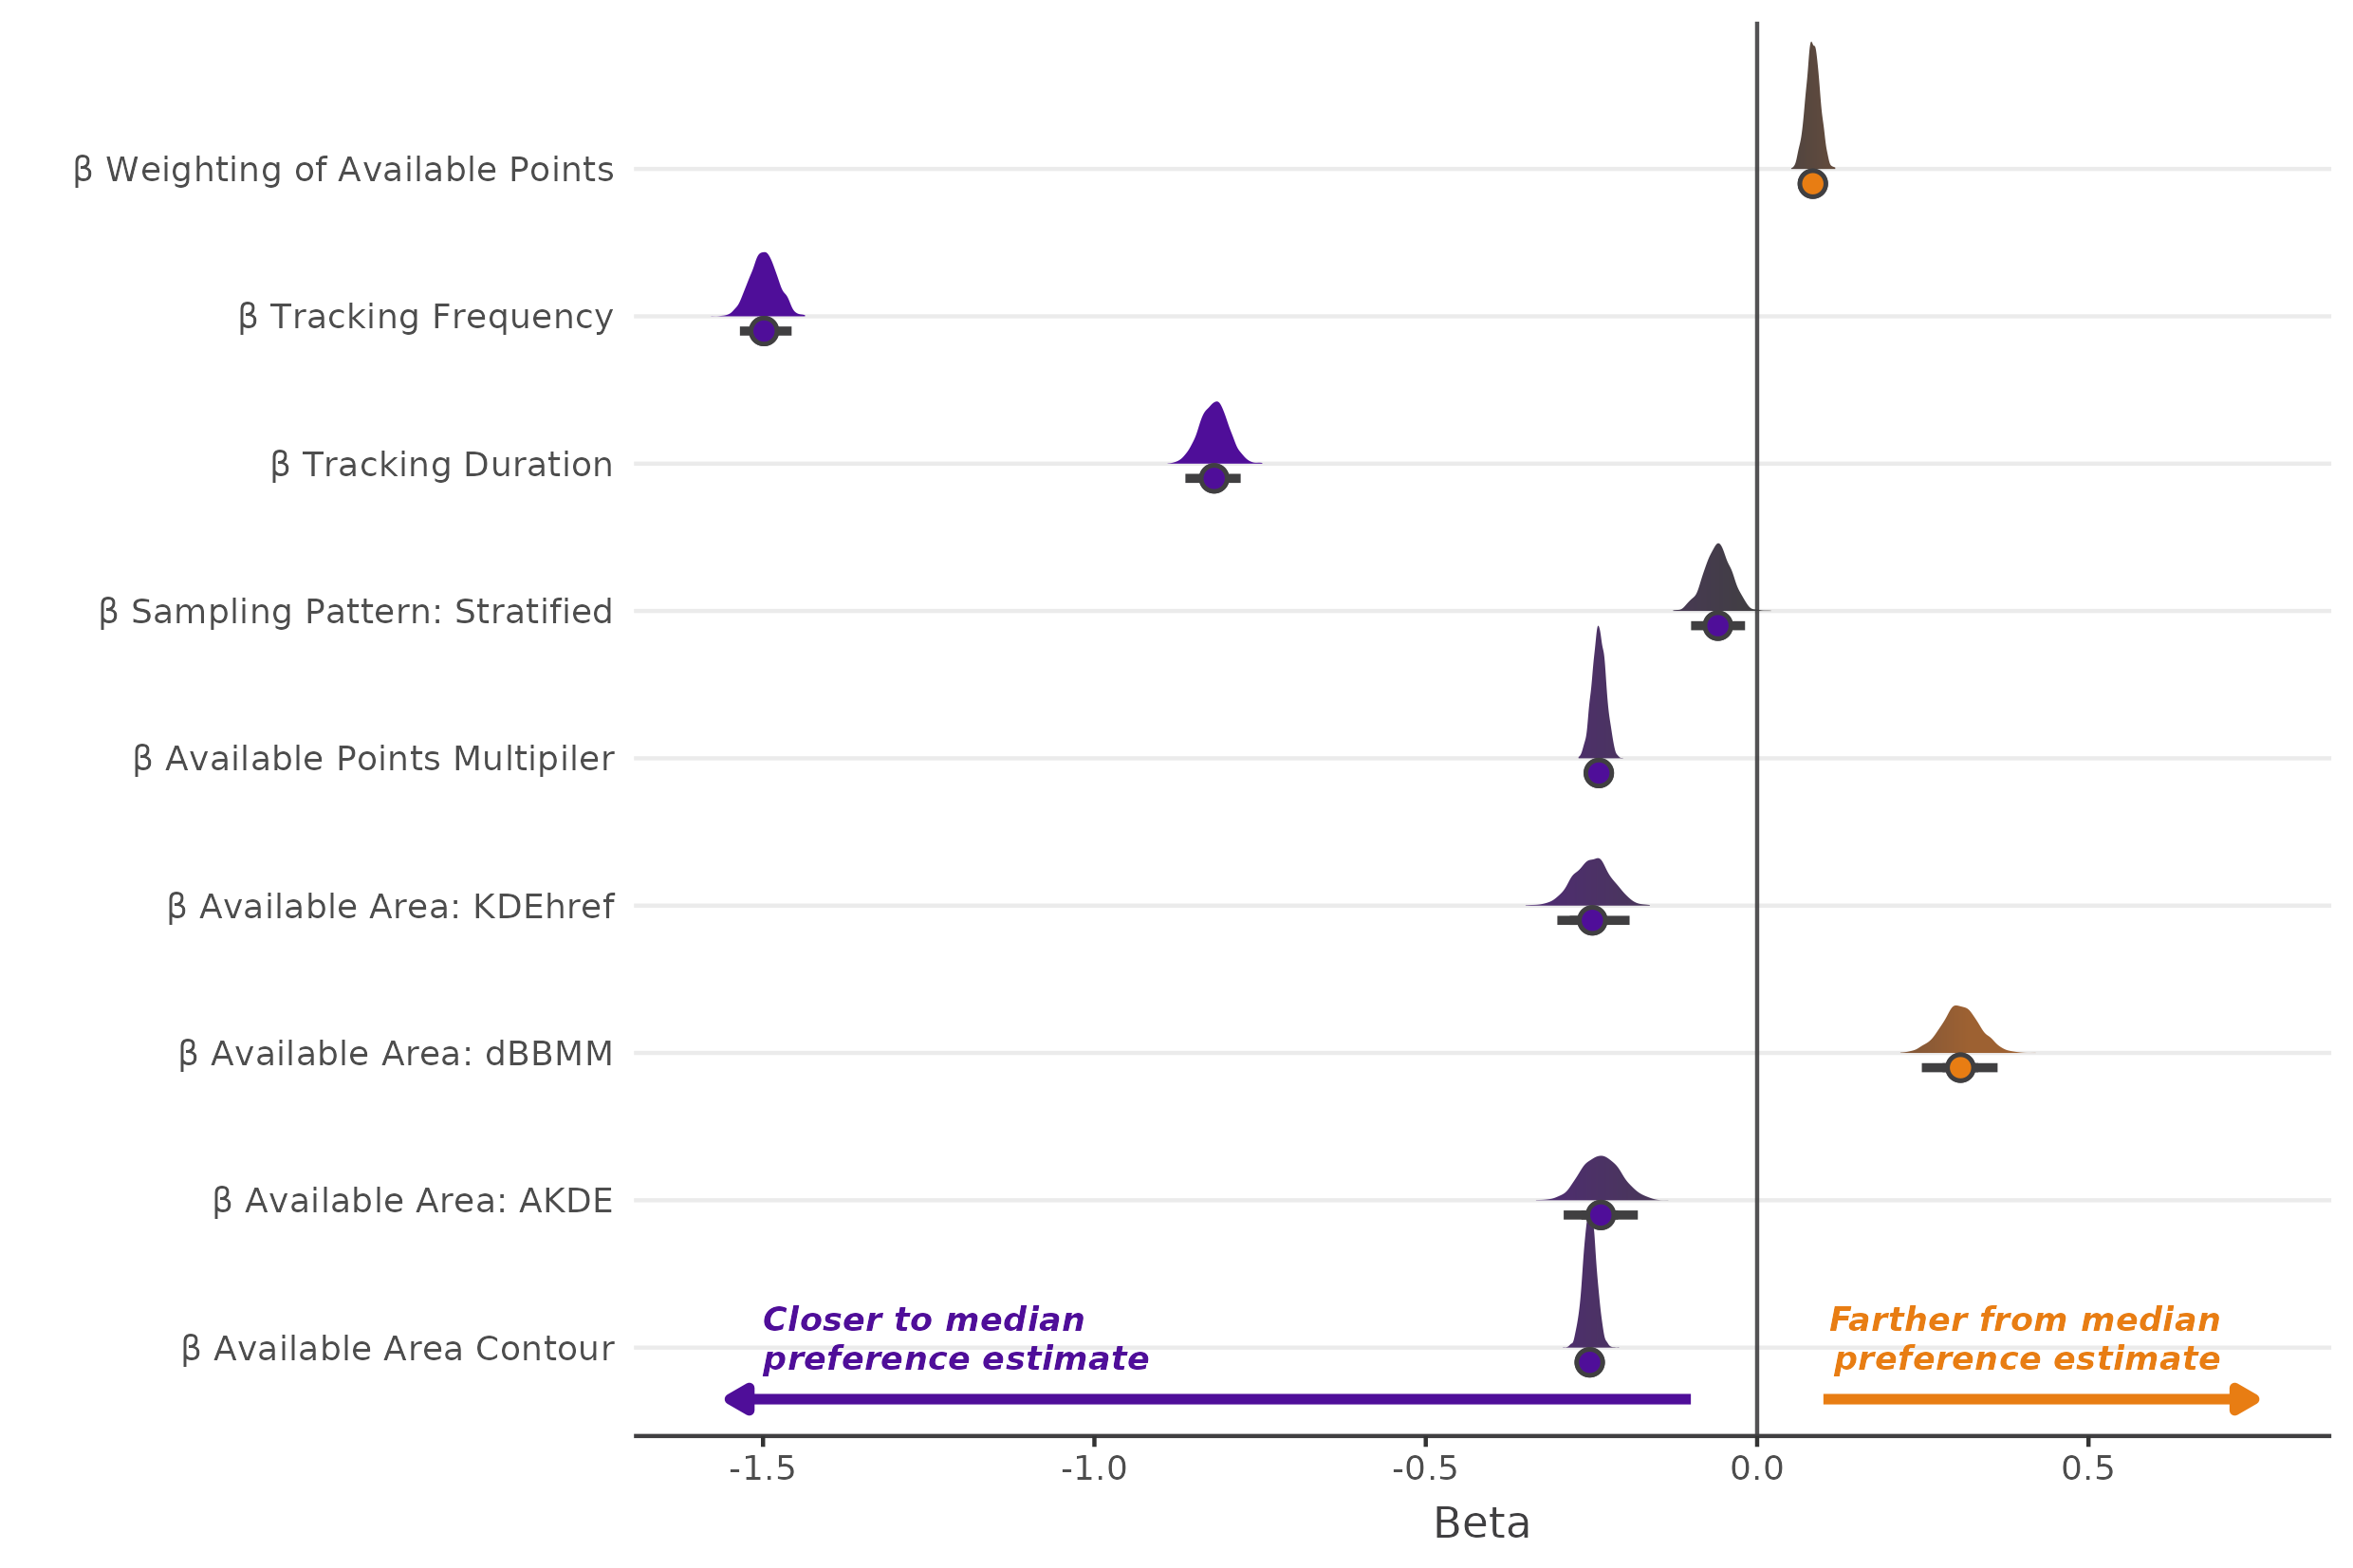 β Weighting of Available Points
β Tracking Frequency
β Tracking Duration
β Sampling Pattern: Stratified
β Available Points Multipiler
β Available Area: KDEhref
β Available Area: dBBMM
β Available Area: AKDE
β Available Area Contour
Closer to median
preference estimate
Farther from median
preference estimate
-1.5 -1.0 -0.5 0.0 0.5
Beta